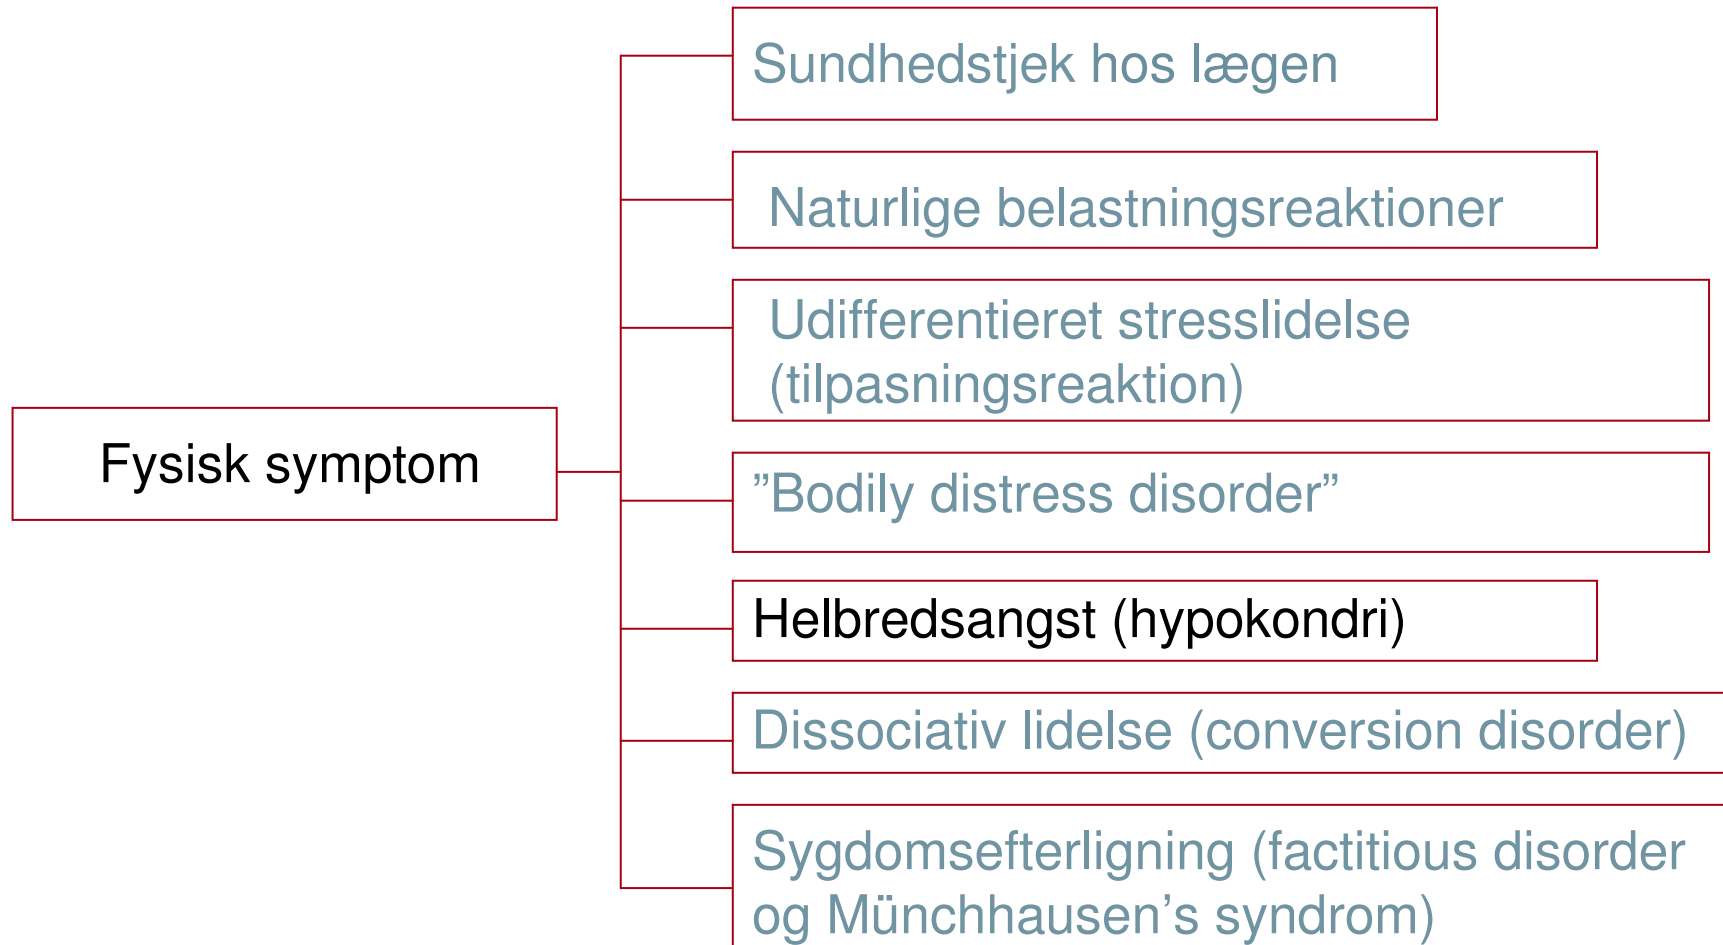 Sundhedstjek hos lægen
Naturlige belastningsreaktioner
Udifferentieret stresslidelse
(tilpasningsreaktion)
Fysisk symptom
”Bodily distress disorder”
Helbredsangst (hypokondri)
Dissociativ lidelse (conversion disorder)
Sygdomsefterligning (factitious disorder
og Münchhausen’s syndrom)